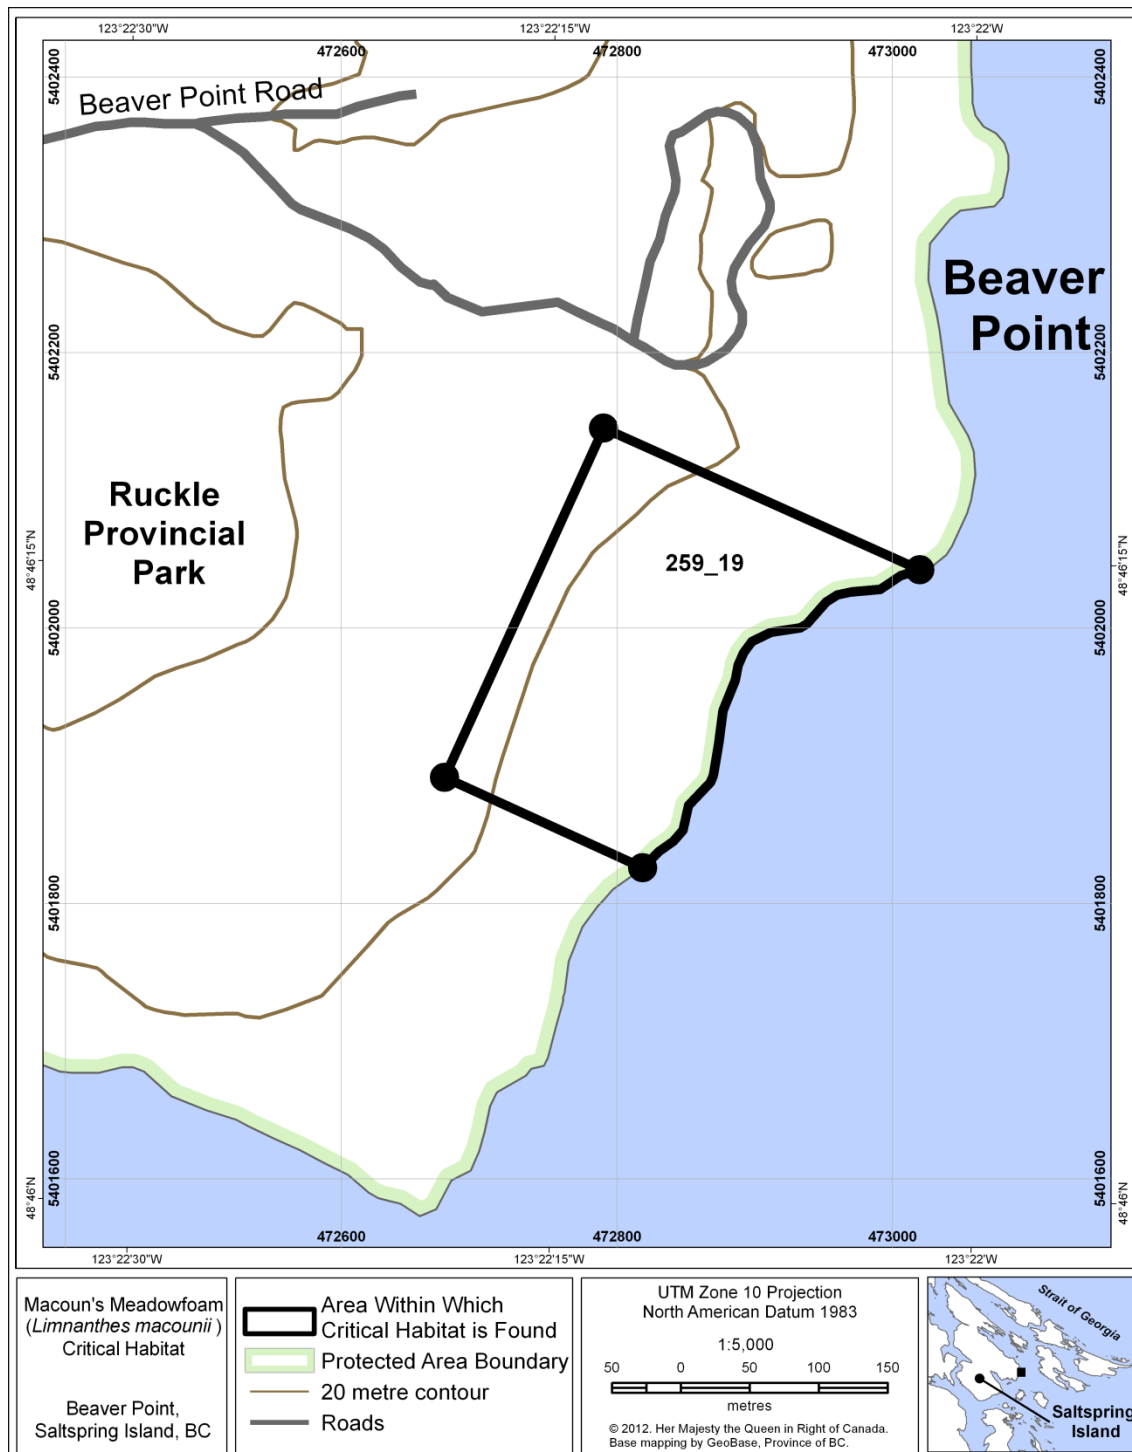 123°22'30"W
123°22'15"W
123°22'W
472600
472800
473000
5402400
5402400
Beaver Point Road
Beaver
Point
5402200
5402200
Ruckle
Provincial
Park
48°46'15"N
48°46'15"N
259_19
5402000
5402000
5401800
5401800
5401600
5401600
48°46'N
48°46'N
472600
472800
473000
123°22'30"W
123°22'15"W
123°22'W
Macoun's Meadowfoam
(Limnanthes macounii)
Critical Habitat
Beaver Point,
Saltspring Island, BC
Area Within Which
Critical Habitat is Found
Protected Area Boundary
20 metre contour
Roads
UTM Zone 10 Projection
North American Datum 1983
1:5,000
50 0 50 100 150
metres
© 2012. Her Majesty the Queen in Right of Canada.
Base mapping by GeoBase, Province of BC.
Strait of Georgia
Saltspring
Island